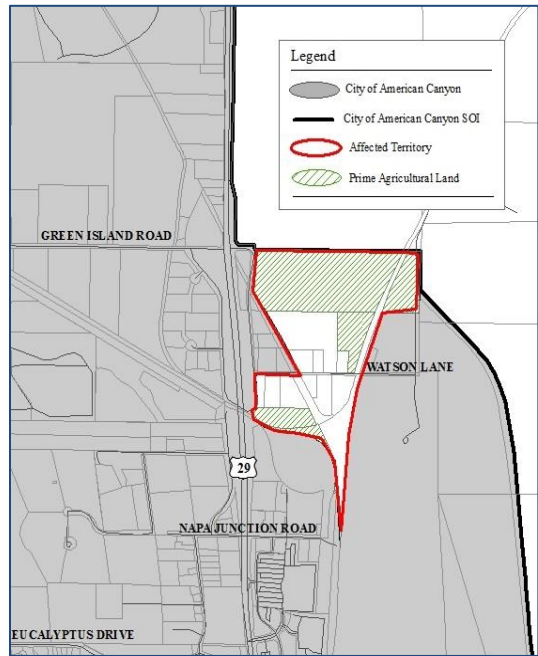 Legend
City of American Canyon
City of American Canyon SOI
Affected Territory
Prime Agricultural Land
GREEN ISLAND ROAD
WATSON LANE
29
NAPA JUNCTION ROAD
EUCALYPTUS DRIVE